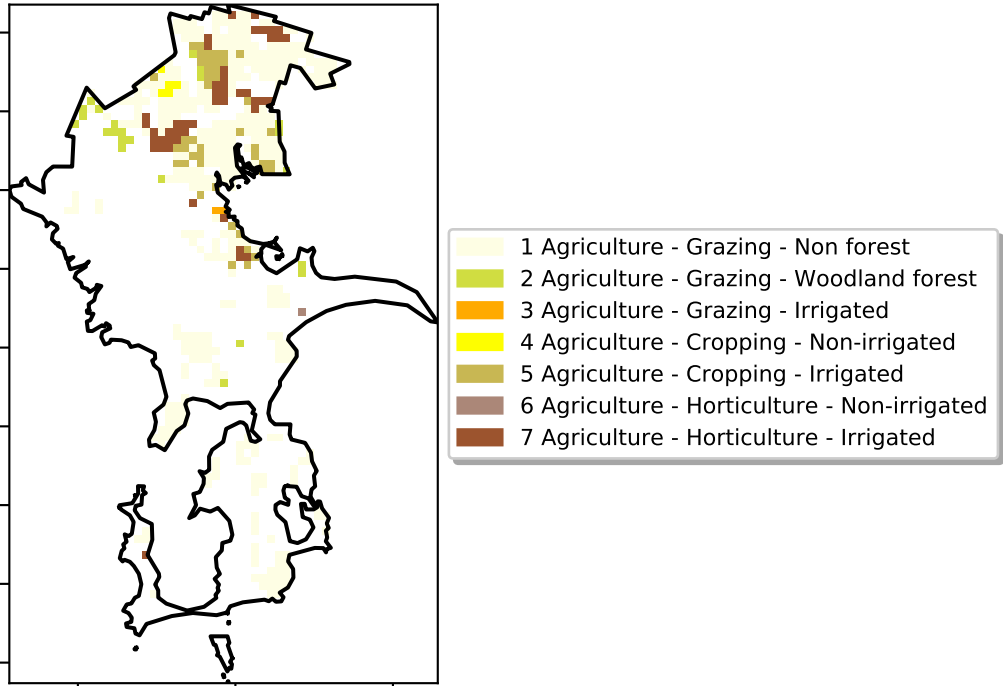 1 Agriculture - Grazing - Non forest
2 Agriculture - Grazing - Woodland forest
3 Agriculture - Grazing - Irrigated
4 Agriculture - Cropping - Non-irrigated
5 Agriculture - Cropping - Irrigated
6 Agriculture - Horticulture - Non-irrigated
7 Agriculture - Horticulture - Irrigated